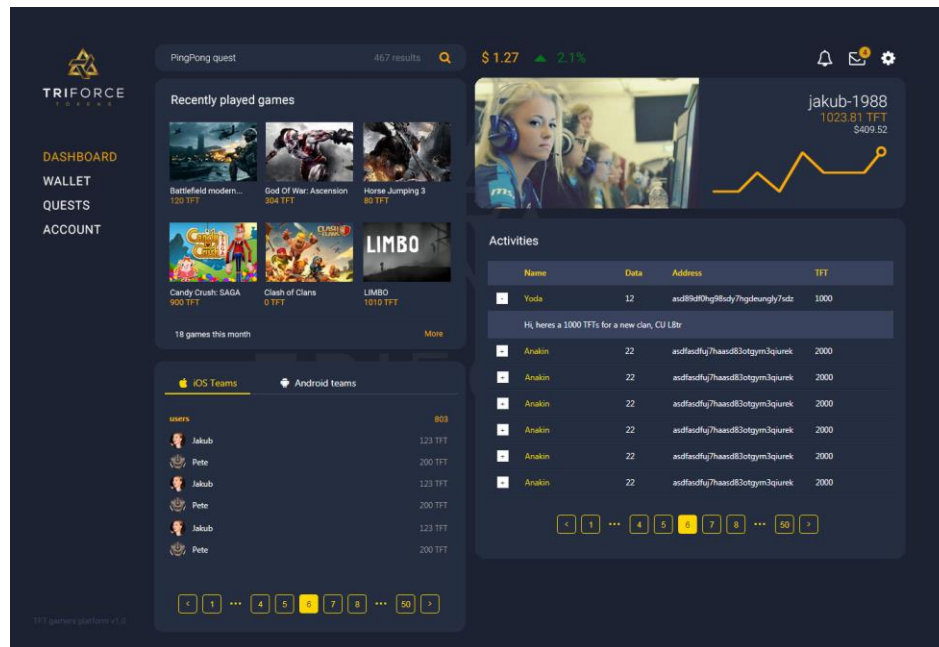 TRIFORCE
TOKENS
DASHBOARD
WALLET
QUESTS
ACCOUNT
TFT gamers platform v1.0
PingPong quest 467 results
$ 1.27 2.1%
4
Recently played games
Battlefield modern...
120 TFT
God Of War: Ascension
304 TFT
Horse Jumping 3
80 TFT
Candy Crush
CLASH OF CLANS
LIMBO
Candy Crush: SAGA
900 TFT
Clash of Clans
0 TFT
LIMBO
1010 TFT
18 games this month More
iOS Teams Android teams
users 803
Jakub 123 TFT
Pete 200 TFT
Jakub 123 TFT
Pete 200 TFT
Jakub 123 TFT
Pete 200 TFT
< 1 ••• 4 5 6 7 8 ••• 50 >
jakub-1988
1023.81 TFT
$409.52
Activities
Name Data Address TFT
- Yoda 12 asd89df0hg98sdy7hgdeungly7sdz 1000
Hi, heres a 1000 TFTs for a new clan, CU L8tr
+ Anakin 22 asdfasdfuj7haasd83otgym3qiurek 2000
+ Anakin 22 asdfasdfuj7haasd83otgym3qiurek 2000
+ Anakin 22 asdfasdfuj7haasd83otgym3qiurek 2000
+ Anakin 22 asdfasdfuj7haasd83otgym3qiurek 2000
+ Anakin 22 asdfasdfuj7haasd83otgym3qiurek 2000
+ Anakin 22 asdfasdfuj7haasd83otgym3qiurek 2000
< 1 ••• 4 5 6 7 8 ••• 50 >